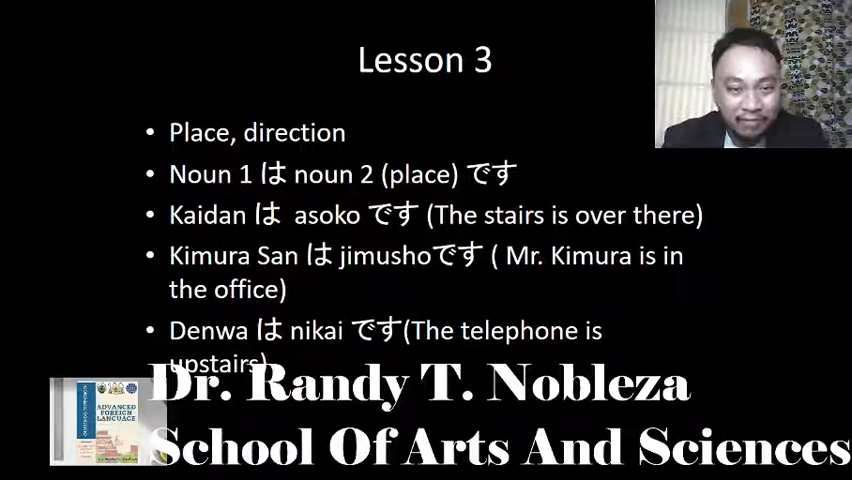 Lesson 3
• Place, direction
• Noun 1 は noun 2 (place) です
• Kaidan は asoko です (The stairs is over there)
• Kimura San は jimushoです ( Mr. Kimura is in
the office)
• Denwa は nikai です(The telephone is
upstairs)
Dr. Randy T. Nobleza
School Of Arts And Sciences
ADVANCED
FOREIGN
LANGUAGE